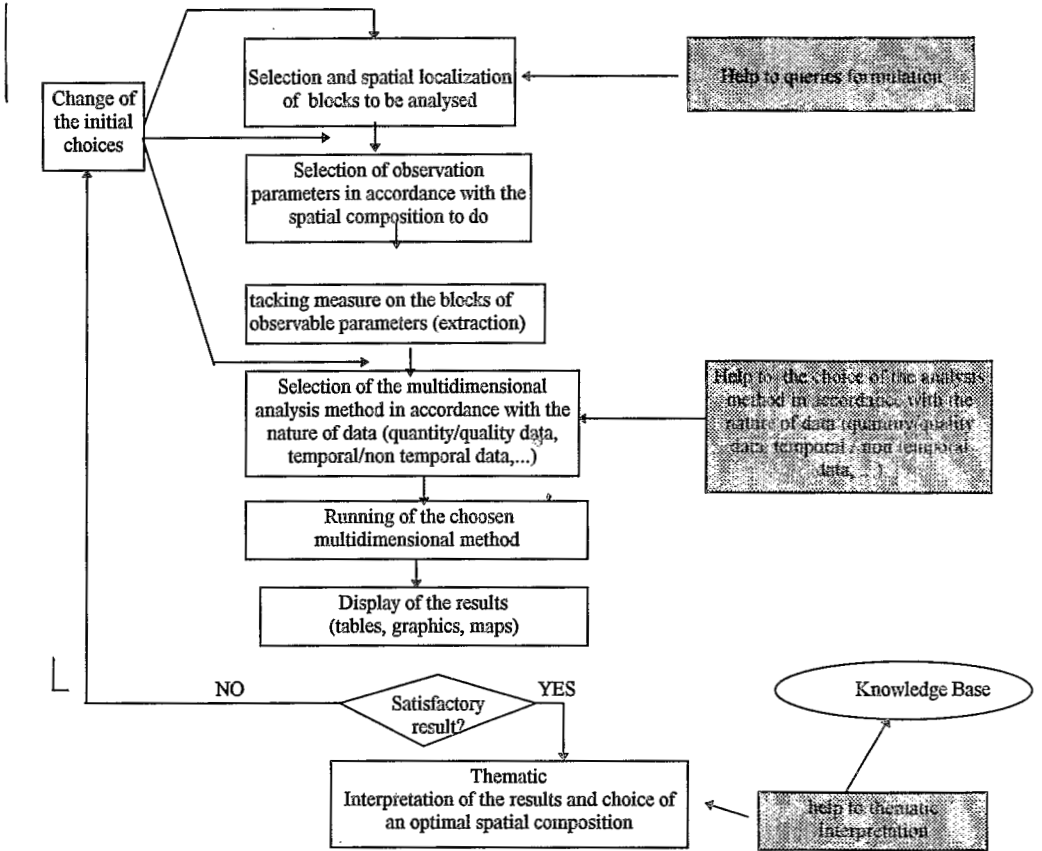 Change of
the initial
choices
Selection and spatial localization
of blocks to be analysed
Help to queries formulation
Selection of observation
parameters in accordance with the
spatial composition to do
tacking measure on the blocks of
observable parameters (extraction)
Selection of the multidimensional
analysis method in accordance with the
nature of data (quantity/quality data,
temporal/non temporal data,...)
Help to the choice of the analysis
method in accordance with the
nature of data (quantity/quality
data, temporal / non temporal
data, ...)
Running of the choosen
multidimensional method
Display of the results
(tables, graphics, maps)
NO
Satisfactory
result?
YES
Knowledge Base
Thematic
Interpretation of the results and choice of
an optimal spatial composition
help to thematic
Interpretation